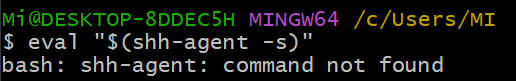 Mi@DESKTOP-8DDEC5H MINGW64 /c/Users/MI
$ eval "$(shh-agent -s)"
bash: shh-agent: command not found